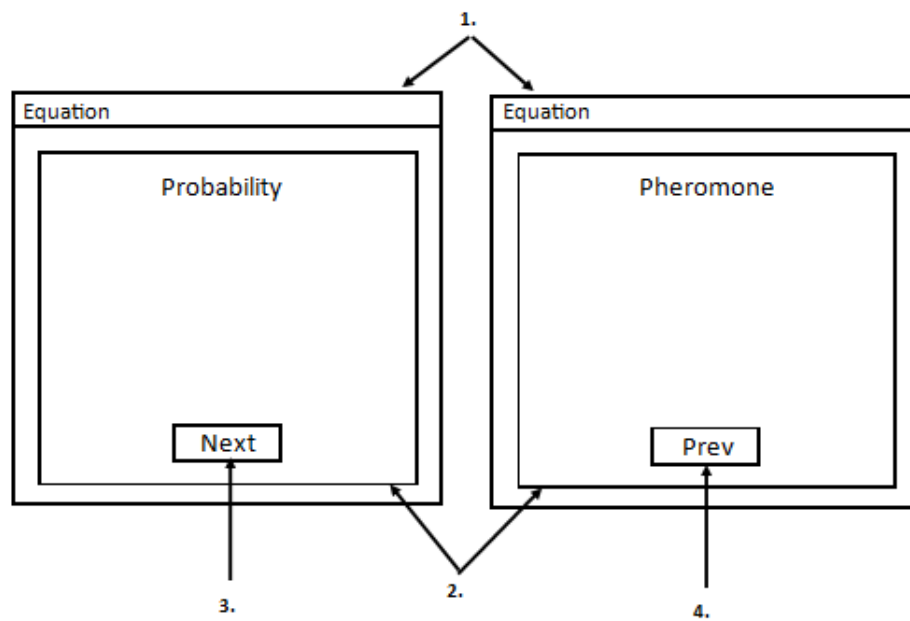 1.
Equation
Equation
Probability
Pheromone
Next
Prev
2.
3.
4.